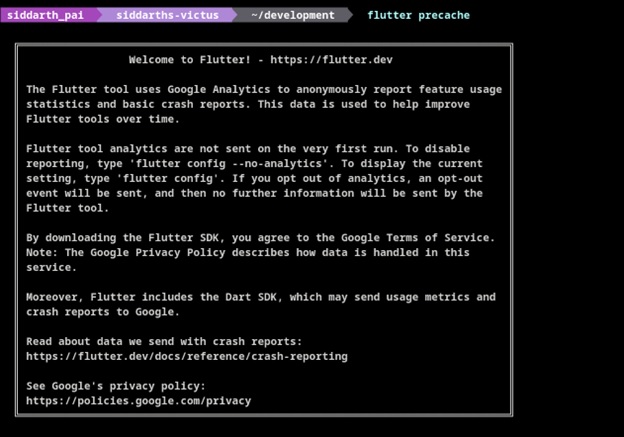 siddarth_pai siddarths-victus ~/development flutter precache
Welcome to Flutter! - https://flutter.dev
The Flutter tool uses Google Analytics to anonymously report feature usage
statistics and basic crash reports. This data is used to help improve
Flutter tools over time.
Flutter tool analytics are not sent on the very first run. To disable
reporting, type 'flutter config --no-analytics'. To display the current
setting, type 'flutter config'. If you opt out of analytics, an opt-out
event will be sent, and then no further information will be sent by the
Flutter tool.
By downloading the Flutter SDK, you agree to the Google Terms of Service.
Note: The Google Privacy Policy describes how data is handled in this
service.
Moreover, Flutter includes the Dart SDK, which may send usage metrics and
crash reports to Google.
Read about data we send with crash reports:
https://flutter.dev/docs/reference/crash-reporting
See Google's privacy policy:
https://policies.google.com/privacy